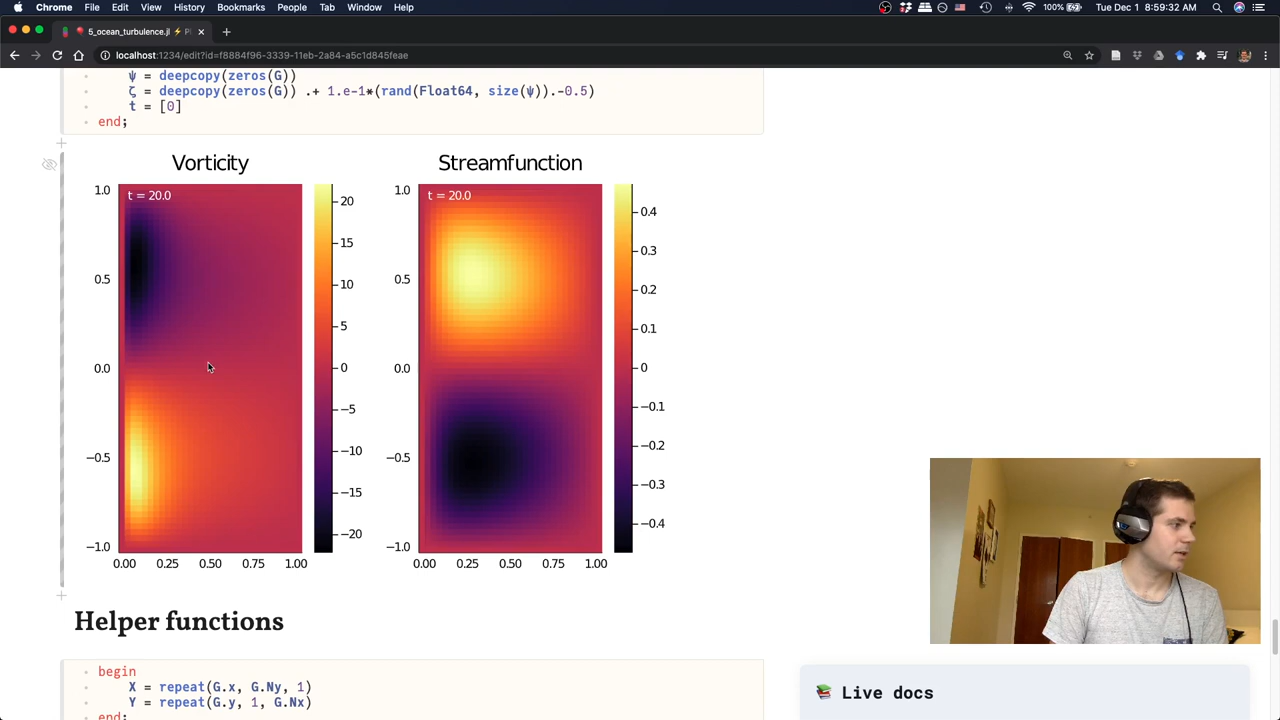 Chrome File Edit View History Bookmarks People Tab Window Help 100% Tue Dec 1 8:59:32 AM
5_ocean_turbulence.jl ⚡ Pl
localhost:1234/edit?id=f8884f96-3339-11eb-2a84-a5c1d845feae
ψ = deepcopy(zeros(G))
ζ = deepcopy(zeros(G)) .+ 1.e-1*(rand(Float64, size(ψ)).-0.5)
t = [0]
end;
Vorticity Streamfunction
t = 20.0 t = 20.0
1.0
0.5
0.0
−0.5
−1.0
0.00 0.25 0.50 0.75 1.00
20
15
10
5
0
−5
−10
−15
−20
1.0
0.5
0.0
−0.5
−1.0
0.00 0.25 0.50 0.75 1.00
0.4
0.3
0.2
0.1
0
−0.1
−0.2
−0.3
−0.4
Helper functions
begin
X = repeat(G.x, G.Ny, 1)
Y = repeat(G.y, 1, G.Nx)
end;
Live docs